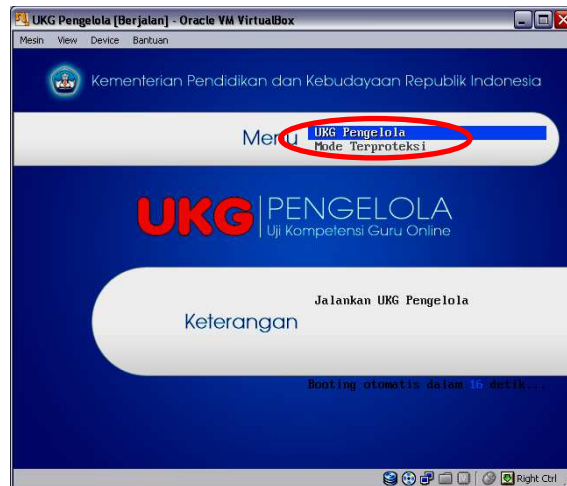 UKG Pengelola [Berjalan] - Oracle VM VirtualBox
Mesin View Device Bantuan
Kementerian Pendidikan dan Kebudayaan Republik Indonesia
Menu
UKG Pengelola
Mode Terproteksi
UKG PENGELOLA
Uji Kompetensi Guru Online
Keterangan
Jalankan UKG Pengelola
Booting otomatis dalam 16 detik...
Right Ctrl